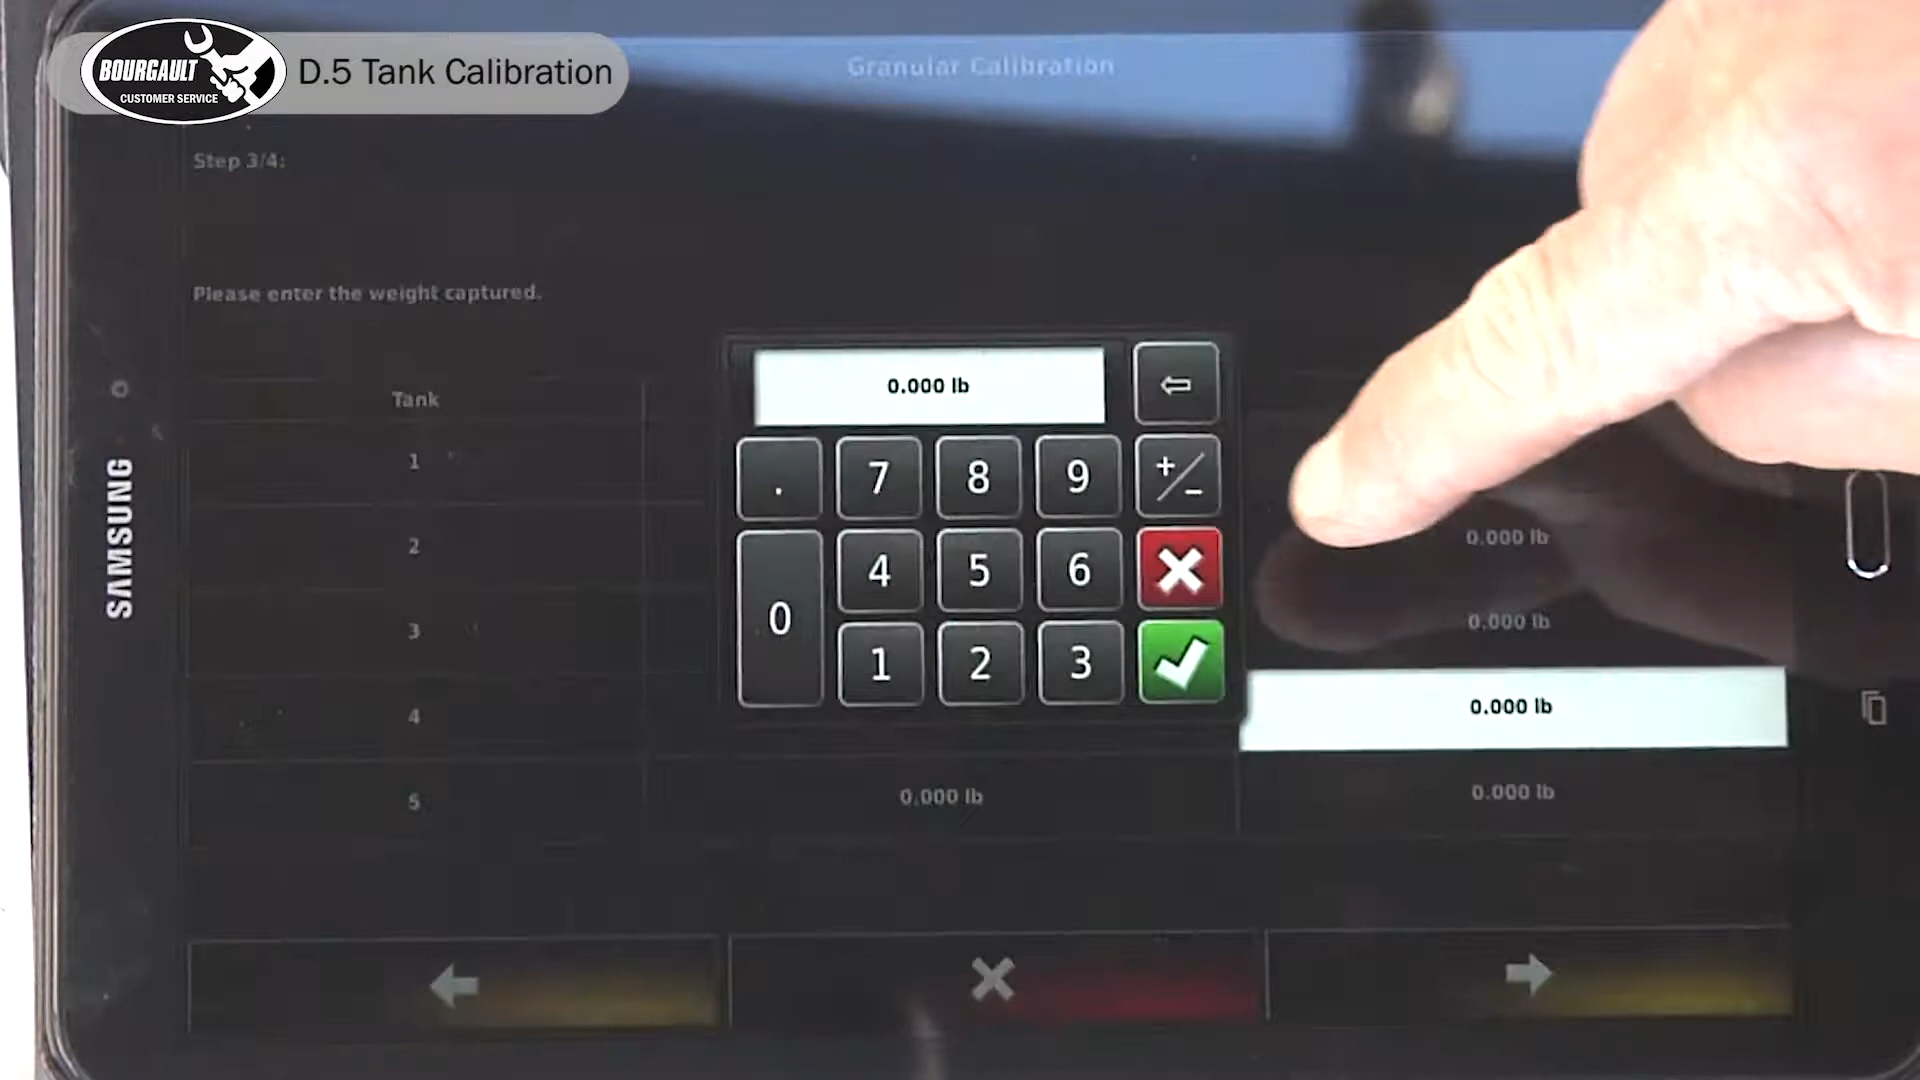 BOURGAULT
CUSTOMER SERVICE
D.5 Tank Calibration
Granular Calibration
Step 3/4:
Please enter the weight captured.
SAMSUNG
Tank
1
2
0.000 lb
3
0.000 lb
4
0.000 lb
5
0.000 lb
0.000 lb
0.000 lb
.
7
8
9
+/-
0
4
5
6
1
2
3